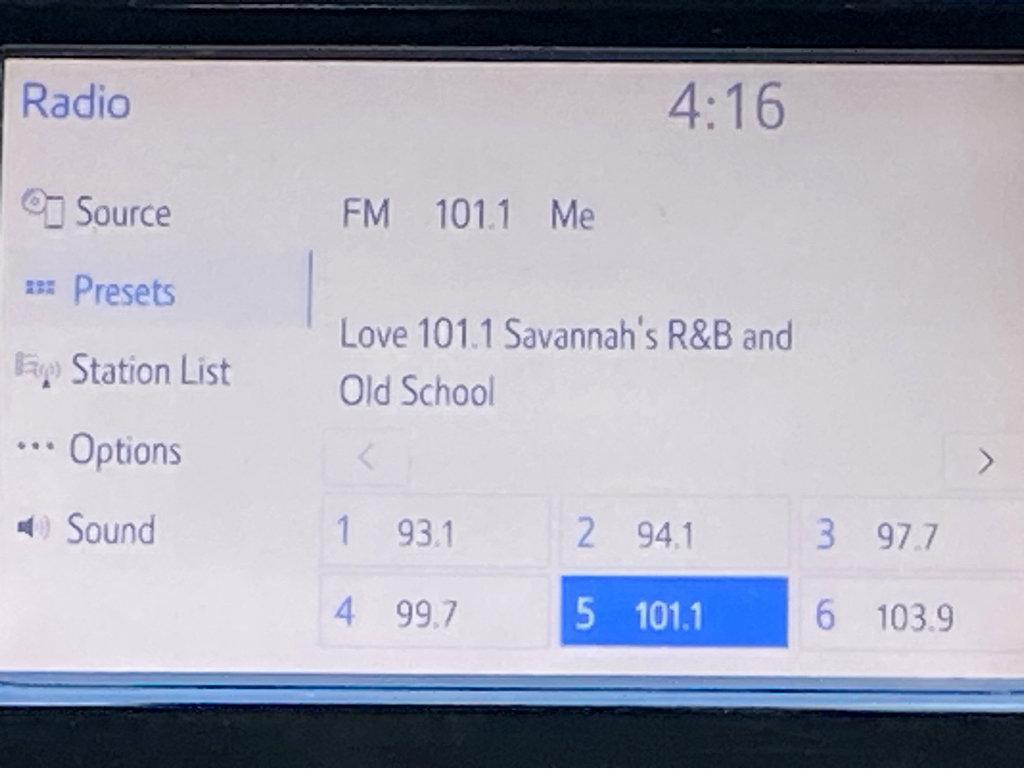 Radio
4:16
Source
FM 101.1 Me
Presets
Love 101.1 Savannah's R&B and
Old School
Station List
Options
< >
Sound
1 93.1 2 94.1 3 97.7
4 99.7 5 101.1 6 103.9